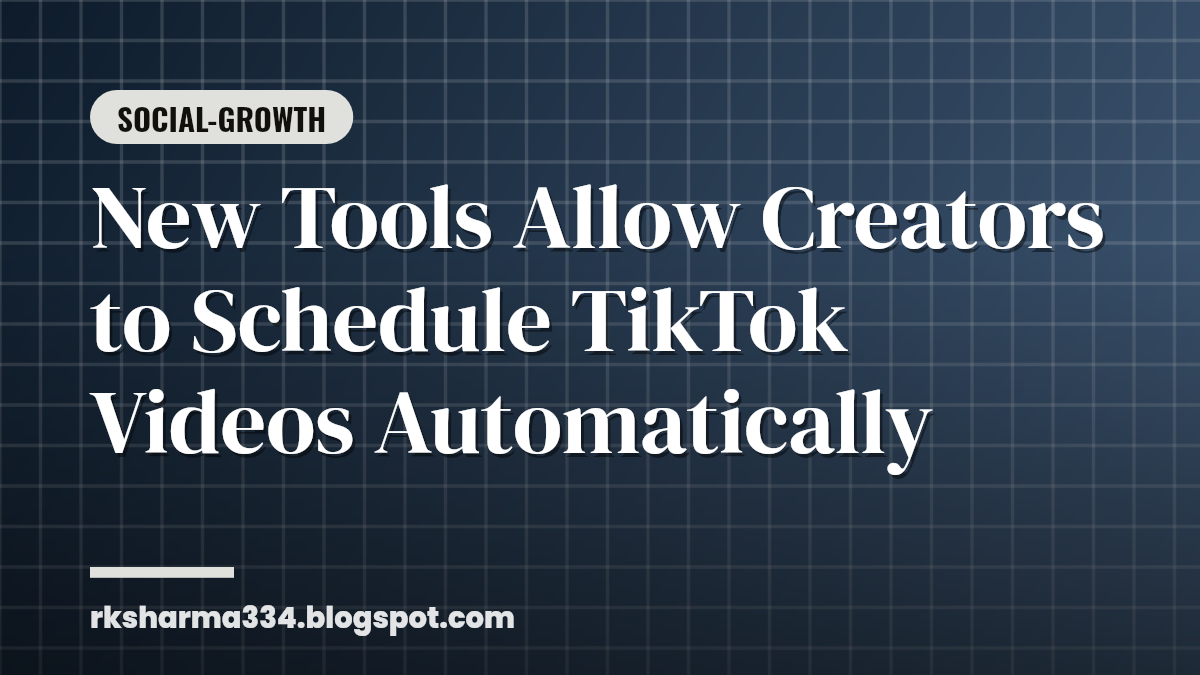 SOCIAL-GROWTH
New Tools Allow Creators
to Schedule TikTok
Videos Automatically
rksharma334.blogspot.com